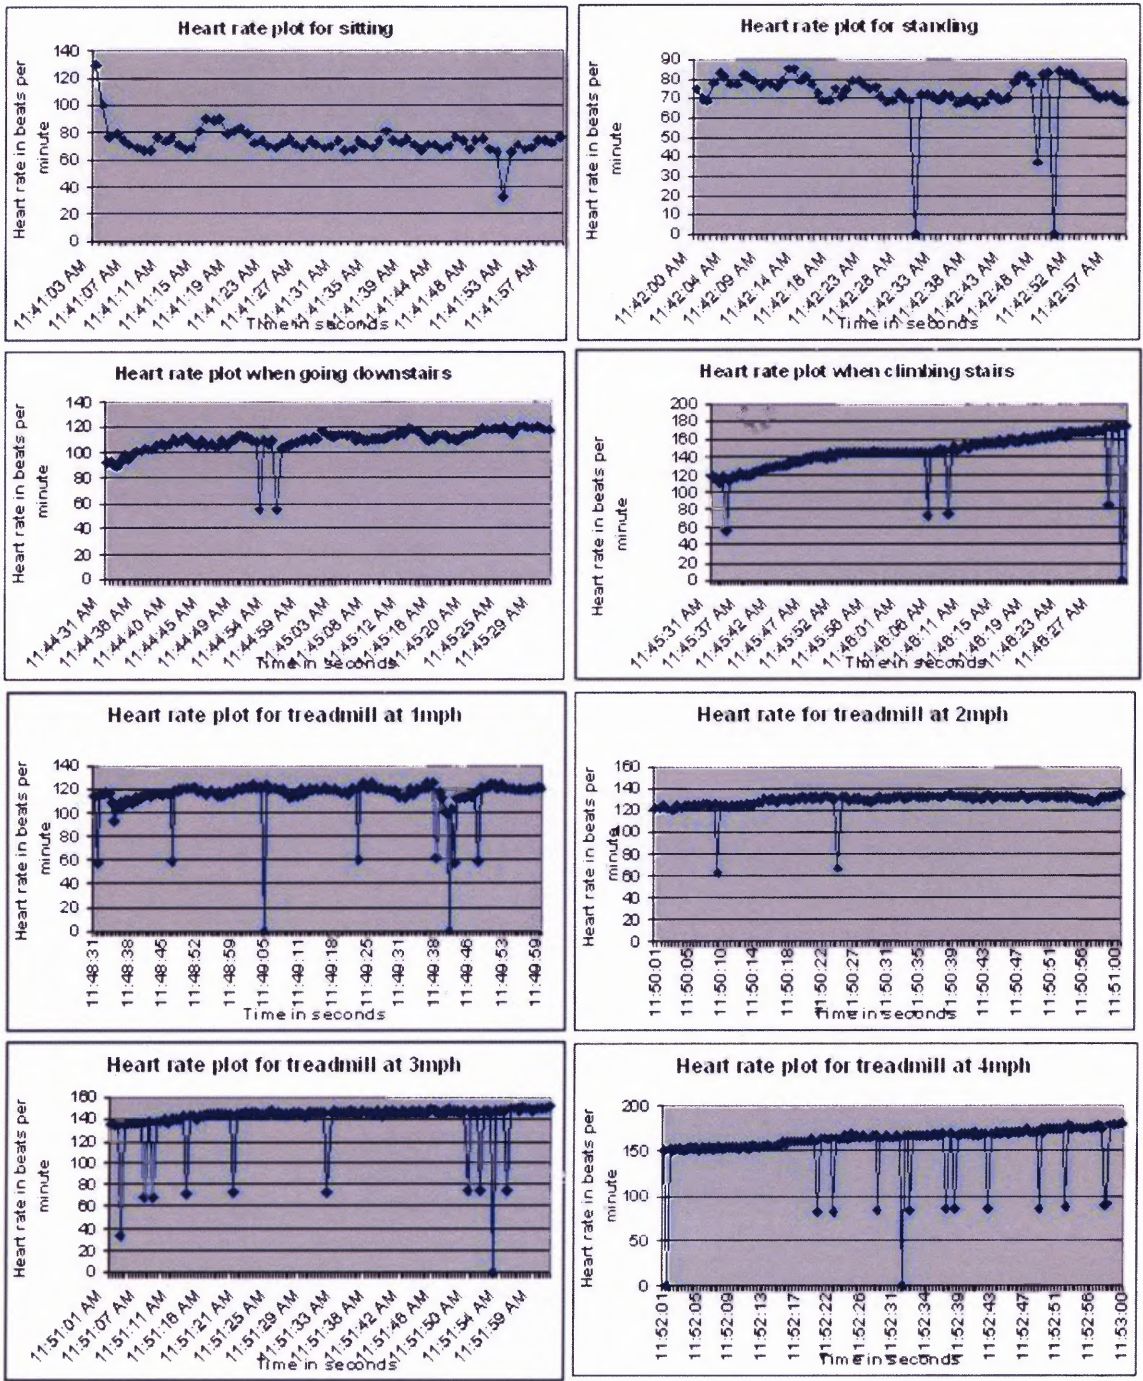 Heart rate plot for sitting
Heart rate in beats per
minute
140
120
100
80
60
40
20
0
11:41:03 AM
11:41:07 AM
11:41:11 AM
11:41:15 AM
11:41:19 AM
11:41:23 AM
11:41:27 AM
11:41:31 AM
11:41:35 AM
11:41:39 AM
11:41:44 AM
11:41:48 AM
11:41:53 AM
11:41:57 AM
Time in seconds
Heart rate plot for standing
Heart rate in beats per
minute
90
80
70
60
50
40
30
20
10
0
11:42:00 AM
11:42:04 AM
11:42:09 AM
11:42:14 AM
11:42:18 AM
11:42:23 AM
11:42:28 AM
11:42:33 AM
11:42:38 AM
11:42:43 AM
11:42:48 AM
11:42:52 AM
11:42:57 AM
Time in seconds
Heart rate plot when going downstairs
Heart rate in beats per
minute
140
120
100
80
60
40
20
0
11:44:31 AM
11:44:38 AM
11:44:40 AM
11:44:45 AM
11:44:49 AM
11:44:54 AM
11:44:59 AM
11:45:03 AM
11:45:08 AM
11:45:12 AM
11:45:16 AM
11:45:20 AM
11:45:25 AM
11:45:29 AM
Time in seconds
Heart rate plot when climbing stairs
Heart rate in beats per
minute
200
180
160
140
120
100
80
60
40
20
0
11:45:31 AM
11:45:37 AM
11:45:42 AM
11:45:47 AM
11:45:52 AM
11:45:58 AM
11:46:01 AM
11:46:06 AM
11:46:11 AM
11:46:15 AM
11:46:19 AM
11:46:23 AM
11:46:27 AM
Time in seconds
Heart rate plot for treadmill at 1mph
Heart rate in beats per
minute
140
120
100
80
60
40
20
0
11:48:31
11:48:38
11:48:45
11:48:52
11:48:59
11:49:05
11:49:11
11:49:18
11:49:25
11:49:31
11:49:38
11:49:46
11:49:53
11:49:59
Time in seconds
Heart rate for treadmill at 2mph
Heart rate in beats per
minute
160
140
120
100
80
60
40
20
0
11:50:01
11:50:05
11:50:10
11:50:14
11:50:18
11:50:22
11:50:27
11:50:31
11:50:35
11:50:43
11:50:47
11:50:51
11:50:56
11:51:00
Time in seconds
Heart rate plot for treadmill at 3mph
Heart rate in beats per
minute
160
140
120
100
80
60
40
20
0
11:51:01 AM
11:51:07 AM
11:51:11 AM
11:51:16 AM
11:51:21 AM
11:51:25 AM
11:51:29 AM
11:51:33 AM
11:51:38 AM
11:51:42 AM
11:51:46 AM
11:51:50 AM
11:51:54 AM
11:51:59 AM
Time in seconds
Heart rate plot for treadmill at 4mph
Heart rate in beats per
minute
200
150
100
50
0
11:52:01
11:52:05
11:52:09
11:52:13
11:52:17
11:52:22
11:52:26
11:52:31
11:52:34
11:52:39
11:52:43
11:52:47
11:52:51
11:52:56
11:53:00
Time in seconds